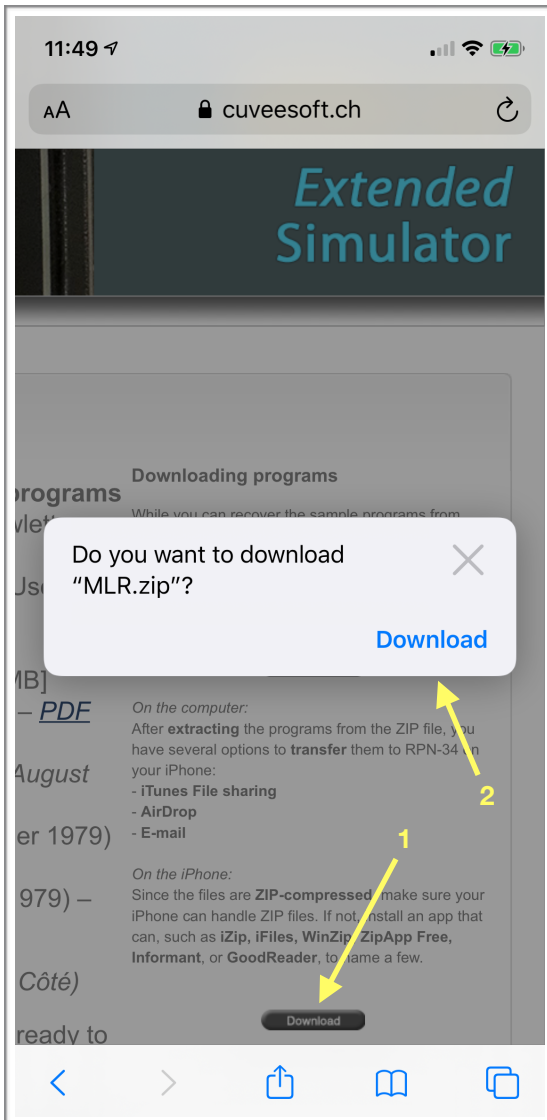 11:49
AA cuveesoft.ch
Extended
Simulator
Downloading programs
programs
While you can recover the sample programs from
Do you want to download
“MLR.zip”?
Download
MB]
– PDF
August
er 1979)
979) –
Côté)
ready to
On the computer:
After extracting the programs from the ZIP file, you
have several options to transfer them to RPN-34 on
your iPhone:
- iTunes File sharing
- AirDrop
- E-mail
2
1
On the iPhone:
Since the files are ZIP-compressed, make sure your
iPhone can handle ZIP files. If not, install an app that
can, such as iZip, iFiles, WinZip, ZipApp Free,
Informant, or GoodReader, to name a few.
Download